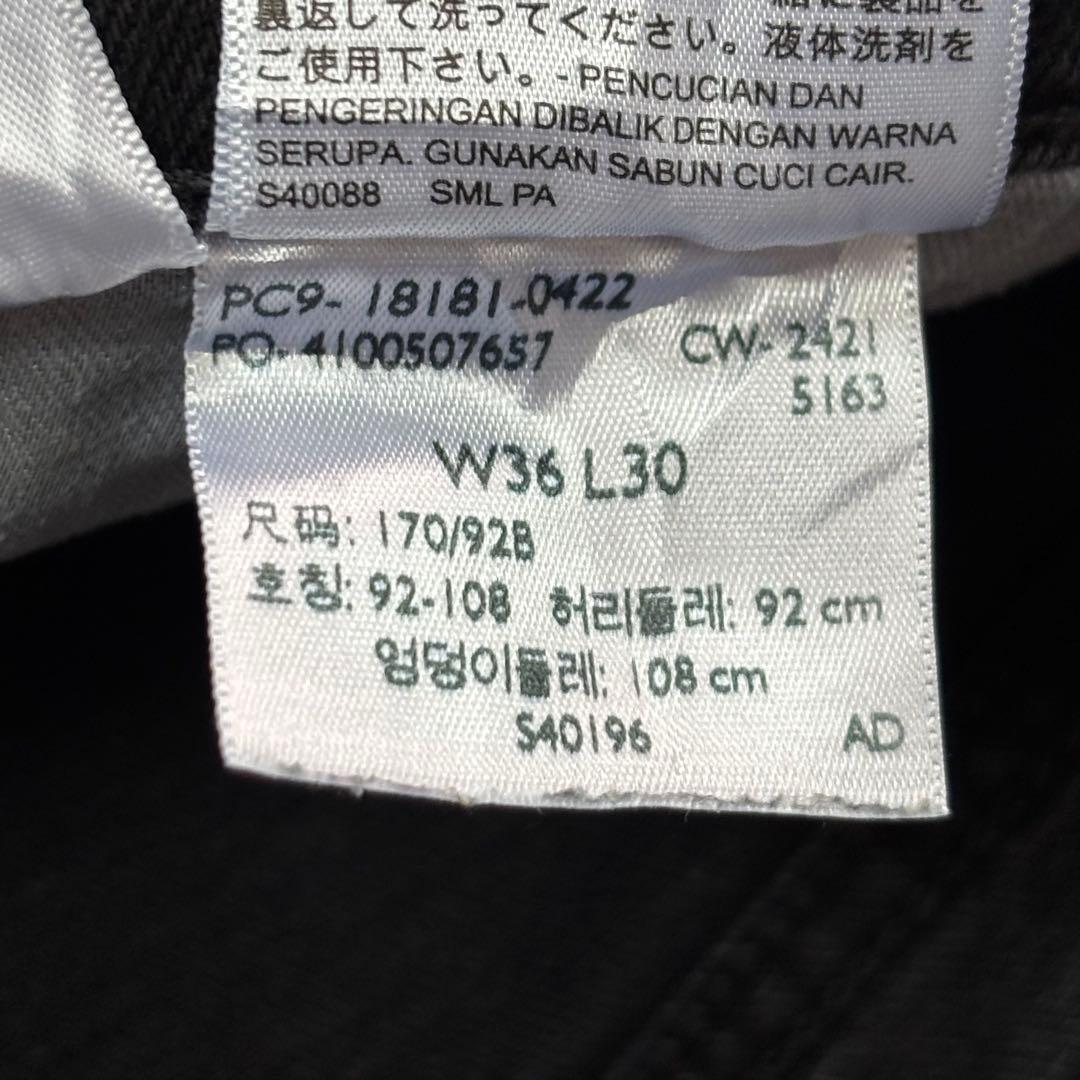 裏返して洗ってください。液体洗剤を
ご使用下さい。- PENCUCIAN DAN
PENGERINGAN DIBALIK DENGAN WARNA
SERUPA. GUNAKAN SABUN CUCI CAIR.
S40088 SML PA
PC9- 18181-0422
PO- 4100507657 CW- 2421
5163
W36 L30
尺码: 170/92B
호칭: 92-108 허리둘레: 92 cm
엉덩이둘레: 108 cm
S40196 AD